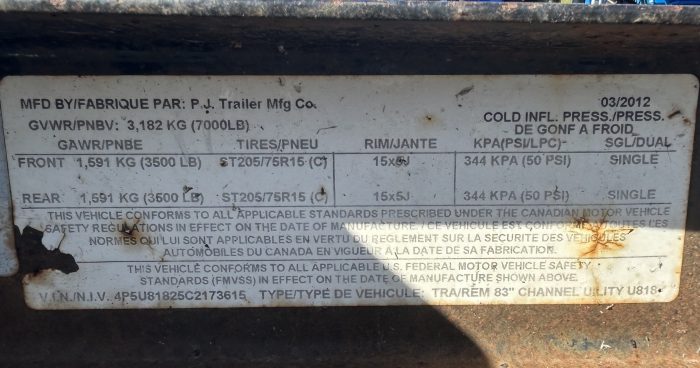 MFD BY/FABRIQUE PAR: P.J. Trailer Mfg Co. 03/2012
GVWR/PNBV: 3,182 KG (7000LB) COLD INFL. PRESS./PRESS.
DE GONF A FROID
GAWR/PNBE TIRES/PNEU RIM/JANTE KPA(PSI/LPC) SGL/DUAL
FRONT 1,591 KG (3500 LB) ST205/75R15 (C) 15x5J 344 KPA (50 PSI) SINGLE
REAR 1,591 KG (3500 LB) ST205/75R15 (C) 15x5J 344 KPA (50 PSI) SINGLE
THIS VEHICLE CONFORMS TO ALL APPLICABLE STANDARDS PRESCRIBED UNDER THE CANADIAN MOTOR VEHICLE
SAFETY REGULATIONS IN EFFECT ON THE DATE OF MANUFACTURE. / CE VEHICULE EST CONFORME TOUTES LES
NORMES QUI LUI SONT APPLICABLES EN VERTU DU REGLEMENT SUR LA SECURITE DES VEHICULES
AUTOMOBILES DU CANADA EN VIGUEUR A LA DATE DE SA FABRICATION.
THIS VEHICLE CONFORMS TO ALL APPLICABLE U.S. FEDERAL MOTOR VEHICLE SAFETY
STANDARDS (FMVSS) IN EFFECT ON THE DATE OF MANUFACTURE SHOWN ABOVE.
V.I.N./N.I.V. 4P5U81825C2173615 TYPE/TYPE DE VEHICULE: TRA/REM 83" CHANNEL UTILITY U818